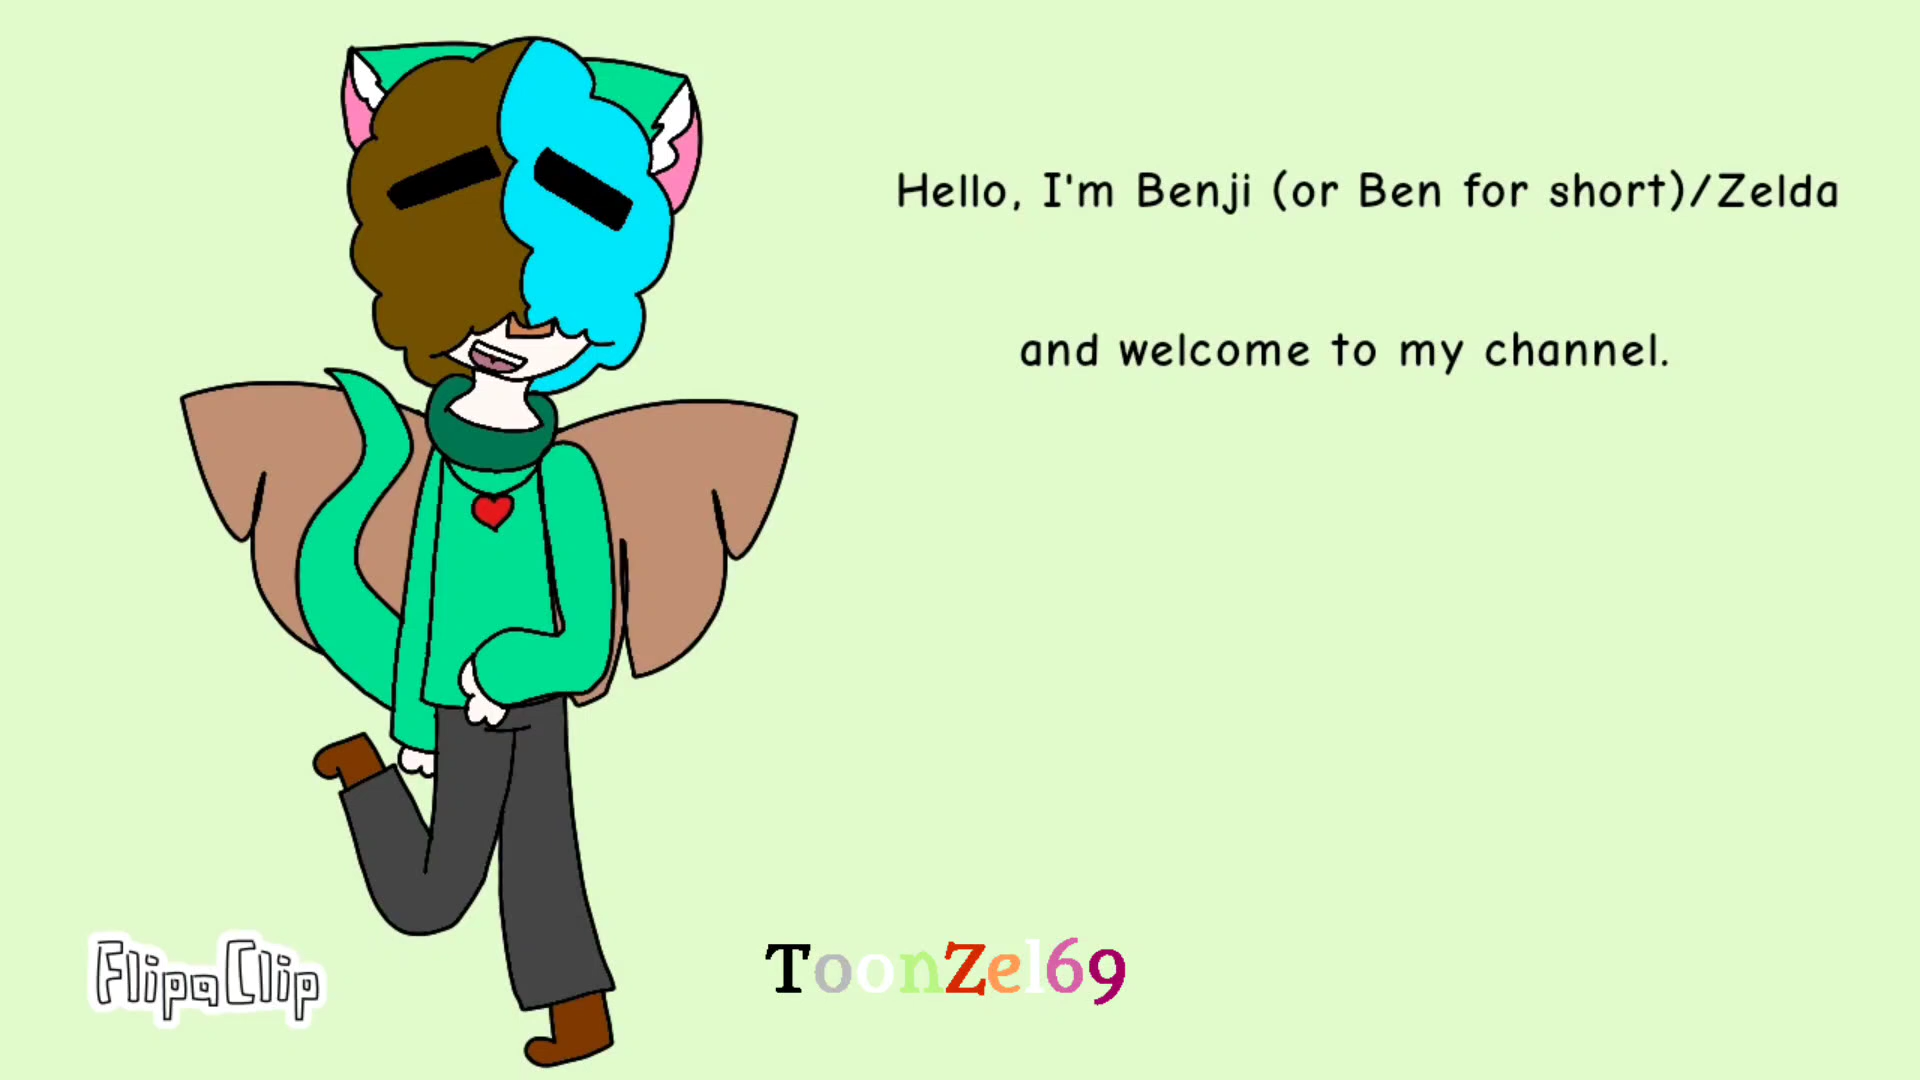 Hello, I'm Benji (or Ben for short)/Zelda
and welcome to my channel.
FlipaClip
ToonZel69